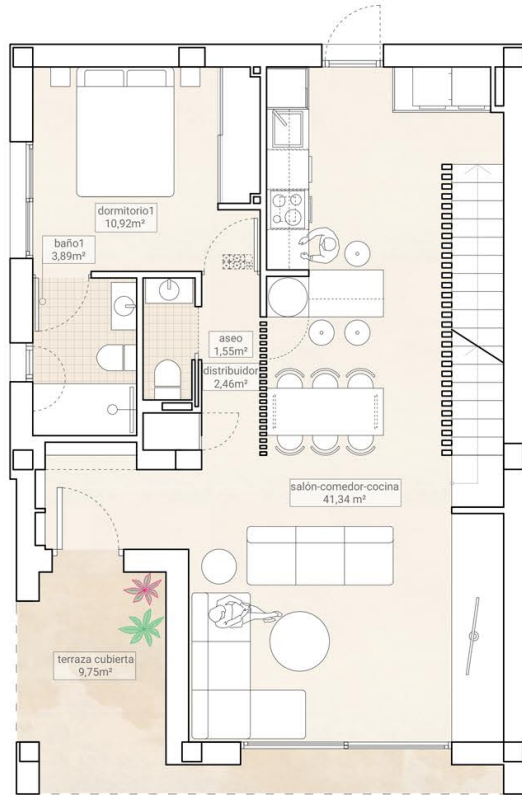 dormitorio1
10,92m²
baño1
3,89m²
aseo
1,55m²
distribuidor
2,46m²
salón-comedor-cocina
41,34 m²
terraza cubierta
9,75m²